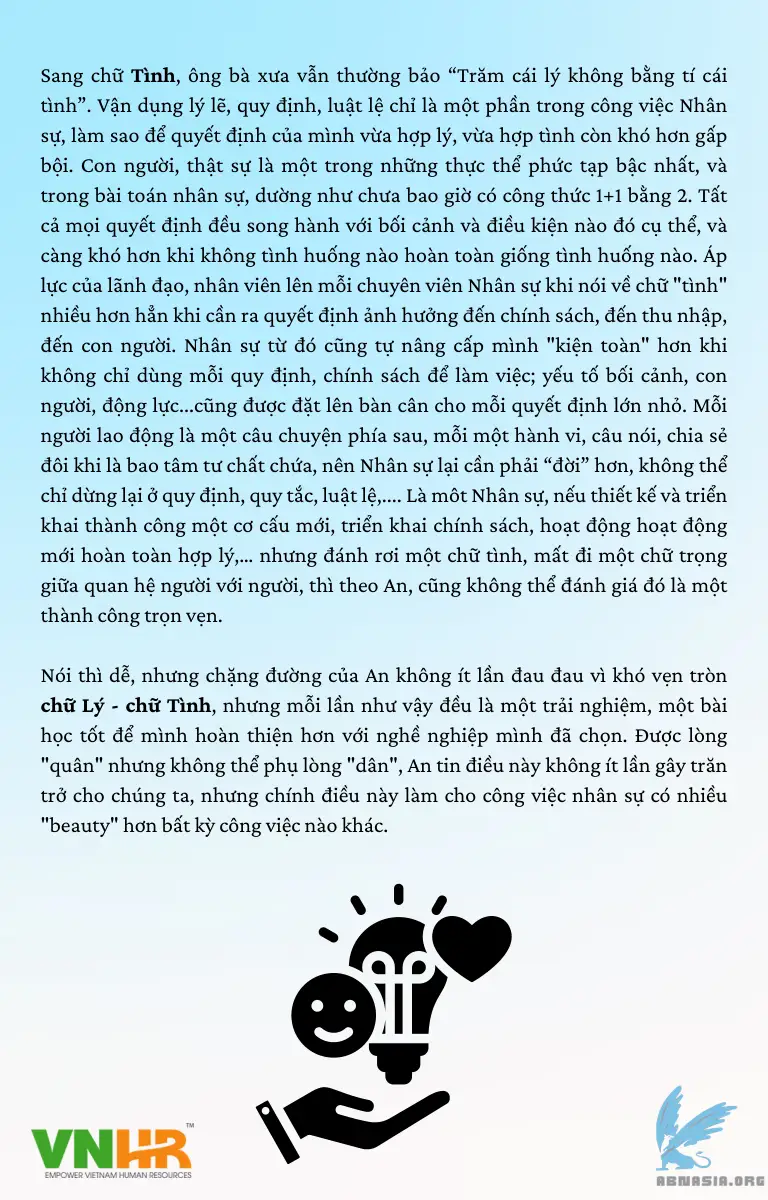 Sang chữ Tình, ông bà xưa vẫn thường bảo “Trăm cái lý không bằng tí cái
tình”. Vận dụng lý lẽ, quy định, luật lệ chỉ là một phần trong công việc Nhân
sự, làm sao để quyết định của mình vừa hợp lý, vừa hợp tình còn khó hơn gấp
bội. Con người, thật sự là một trong những thực thể phức tạp bậc nhất, và
trong bài toán nhân sự, dường như chưa bao giờ có công thức 1+1 bằng 2. Tất
cả mọi quyết định đều song hành với bối cảnh và điều kiện nào đó cụ thể, và
càng khó hơn khi không tình huống nào hoàn toàn giống tình huống nào. Áp
lực của lãnh đạo, nhân viên lên mỗi chuyên viên Nhân sự khi nói về chữ "tình"
nhiều hơn hẳn khi cần ra quyết định ảnh hưởng đến chính sách, đến thu nhập,
đến con người. Nhân sự từ đó cũng tự nâng cấp mình "kiện toàn" hơn khi
không chỉ dùng mỗi quy định, chính sách để làm việc; yếu tố bối cảnh, con
người, động lực...cũng được đặt lên bàn cân cho mỗi quyết định lớn nhỏ. Mỗi
người lao động là một câu chuyện phía sau, mỗi một hành vi, câu nói, chia sẻ
đôi khi là bao tâm tư chất chứa, nên Nhân sự lại cần phải “đời” hơn, không thể
chỉ dừng lại ở quy định, quy tắc, luật lệ,.... Là môt Nhân sự, nếu thiết kế và triển
khai thành công một cơ cấu mới, triển khai chính sách, hoạt động hoạt động
mới hoàn toàn hợp lý,... nhưng đánh rơi một chữ tình, mất đi một chữ trọng
giữa quan hệ người với người, thì theo An, cũng không thể đánh giá đó là một
thành công trọn vẹn.
Nói thì dễ, nhưng chặng đường của An không ít lần đau đau vì khó vẹn tròn
chữ Lý - chữ Tình, nhưng mỗi lần như vậy đều là một trải nghiệm, một bài
học tốt để mình hoàn thiện hơn với nghề nghiệp mình đã chọn. Được lòng
"quân" nhưng không thể phụ lòng "dân", An tin điều này không ít lần gây trăn
trở cho chúng ta, nhưng chính điều này làm cho công việc nhân sự có nhiều
"beauty" hơn bất kỳ công việc nào khác.
VNHR™
EMPOWER VIETNAM HUMAN RESOURCES
ABNASIA.ORG